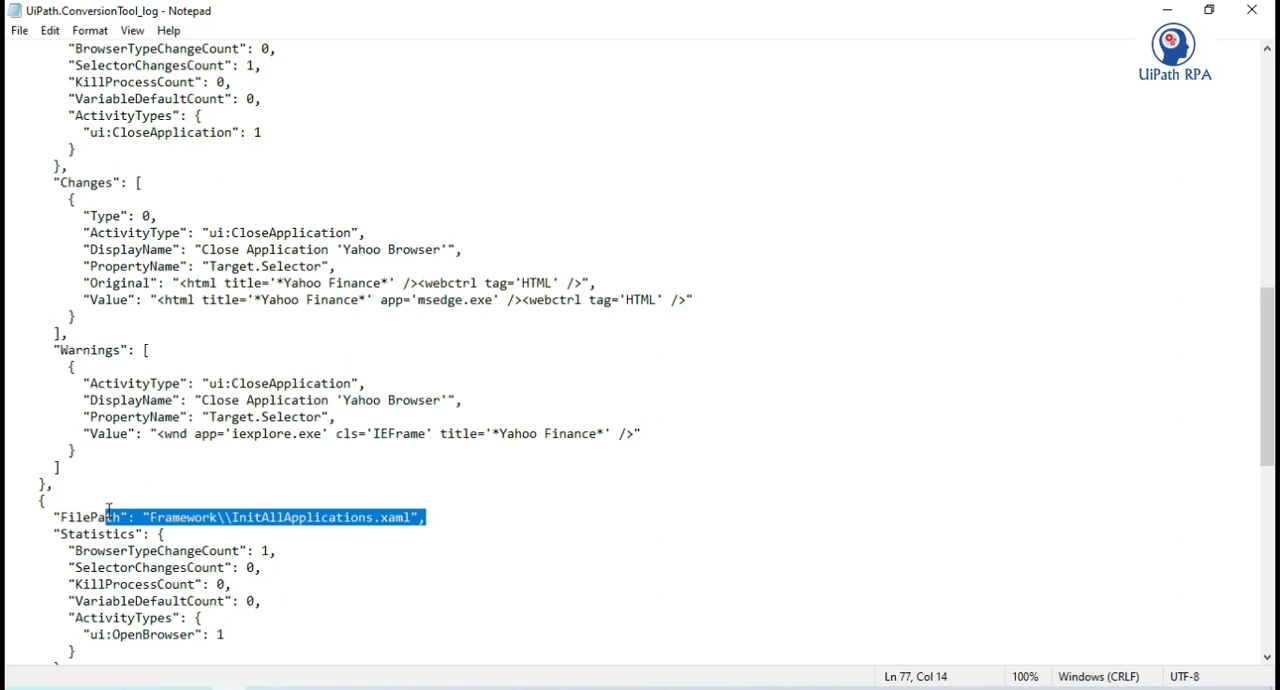 UiPath.ConversionTool_log - Notepad
File Edit Format View Help
UiPath RPA
"BrowserTypeChangeCount": 0,
"SelectorChangesCount": 1,
"KillProcessCount": 0,
"VariableDefaultCount": 0,
"ActivityTypes": {
"ui:CloseApplication": 1
}
},
"Changes": [
{
"Type": 0,
"ActivityType": "ui:CloseApplication",
"DisplayName": "Close Application 'Yahoo Browser'",
"PropertyName": "Target.Selector",
"Original": "<html title='*Yahoo Finance*' /><webctrl tag='HTML' />",
"Value": "<html title='*Yahoo Finance*' app='msedge.exe' /><webctrl tag='HTML' />"
}
],
"Warnings": [
{
"ActivityType": "ui:CloseApplication",
"DisplayName": "Close Application 'Yahoo Browser'",
"PropertyName": "Target.Selector",
"Value": "<wnd app='iexplore.exe' cls='IEFrame' title='*Yahoo Finance*' />"
}
]
},
{
"FilePath": "Framework\\InitAllApplications.xaml",
"Statistics": {
"BrowserTypeChangeCount": 1,
"SelectorChangesCount": 0,
"KillProcessCount": 0,
"VariableDefaultCount": 0,
"ActivityTypes": {
"ui:OpenBrowser": 1
}
Ln 77, Col 14 100% Windows (CRLF) UTF-8